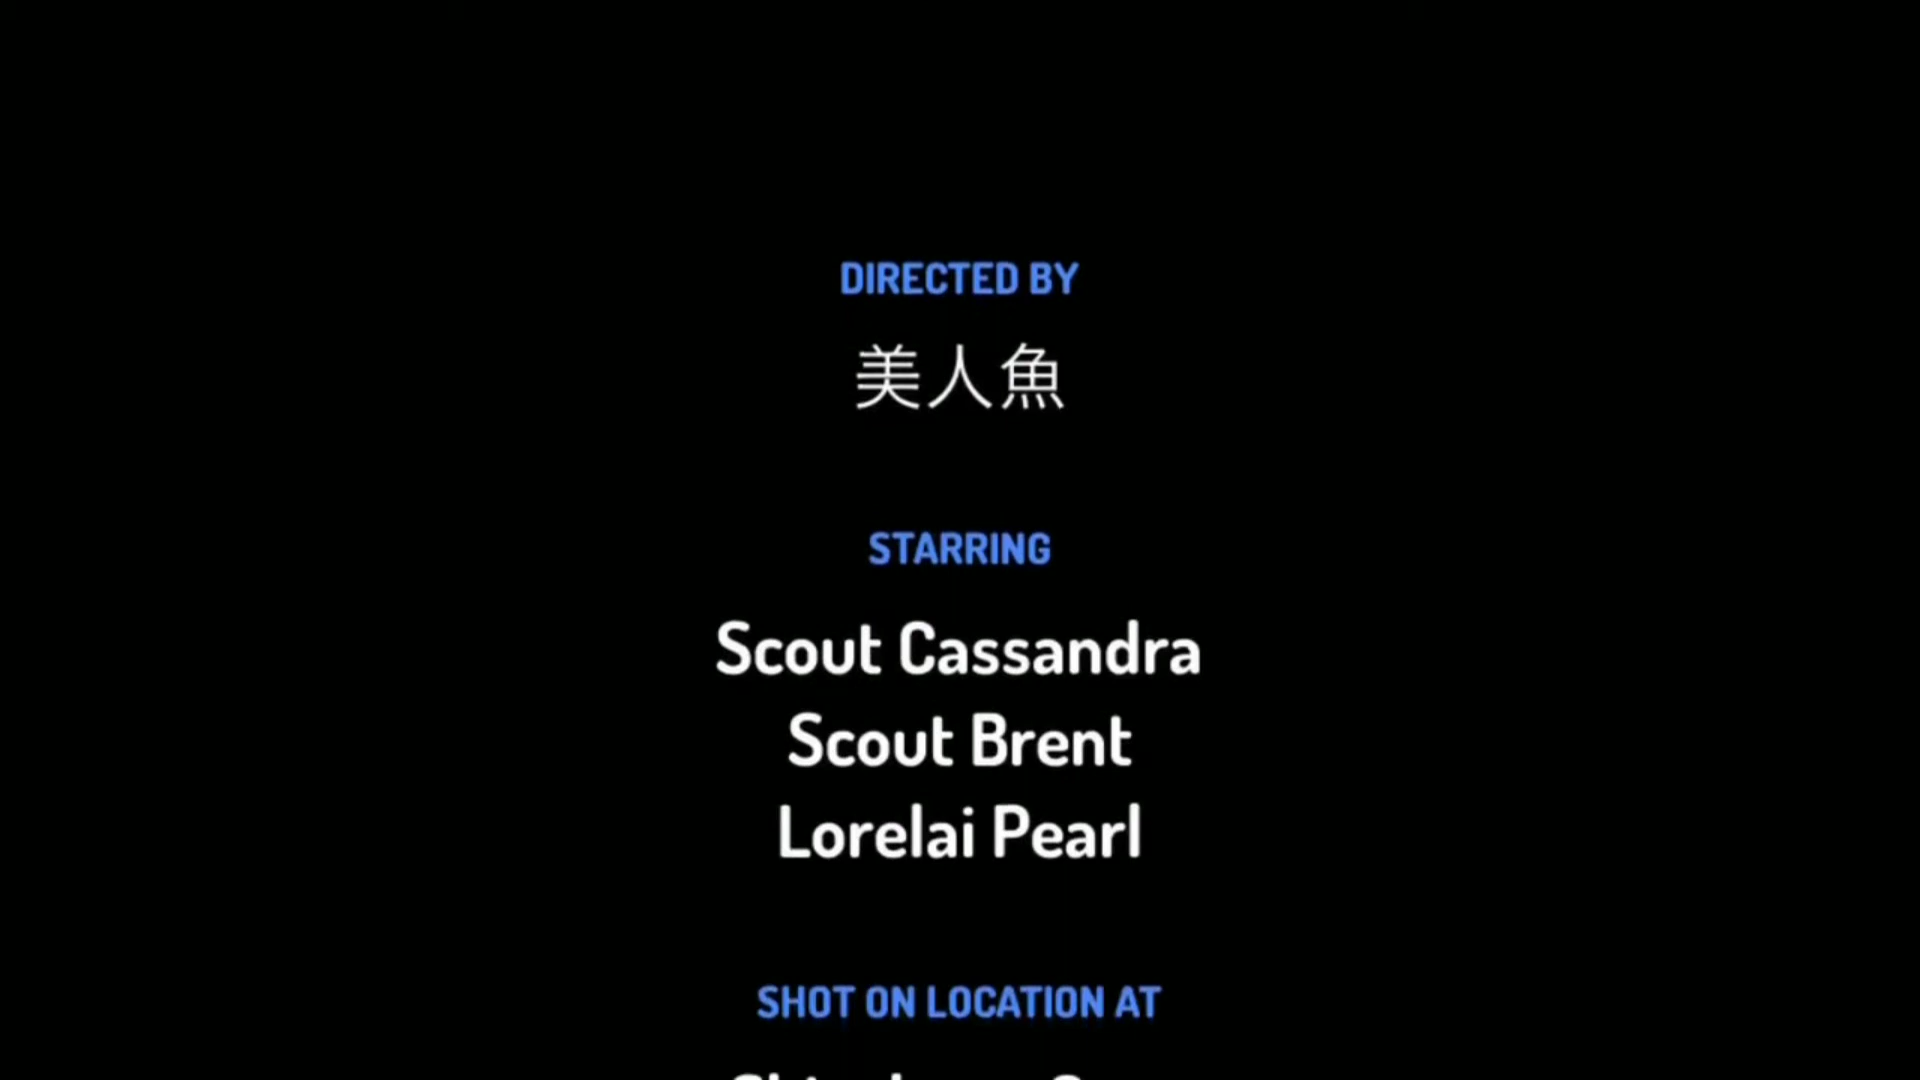 DIRECTED BY
美人魚
STARRING
Scout Cassandra
Scout Brent
Lorelai Pearl
SHOT ON LOCATION AT